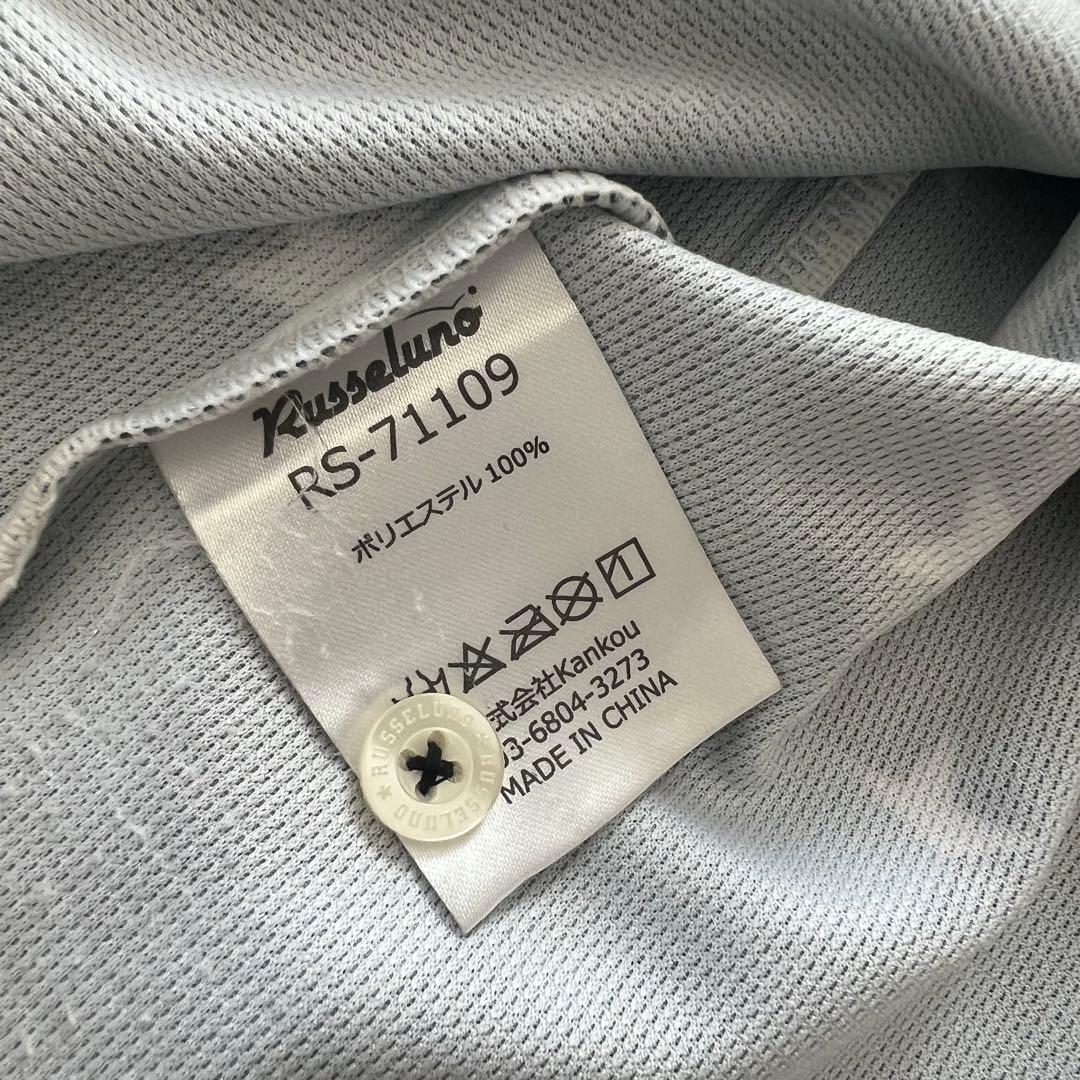 Russeluno
RS-71109
ポリエステル 100%
式会社Kankou
03-6804-3273
MADE IN CHINA
RUSSELUNO ★ RUSSELUNO ★